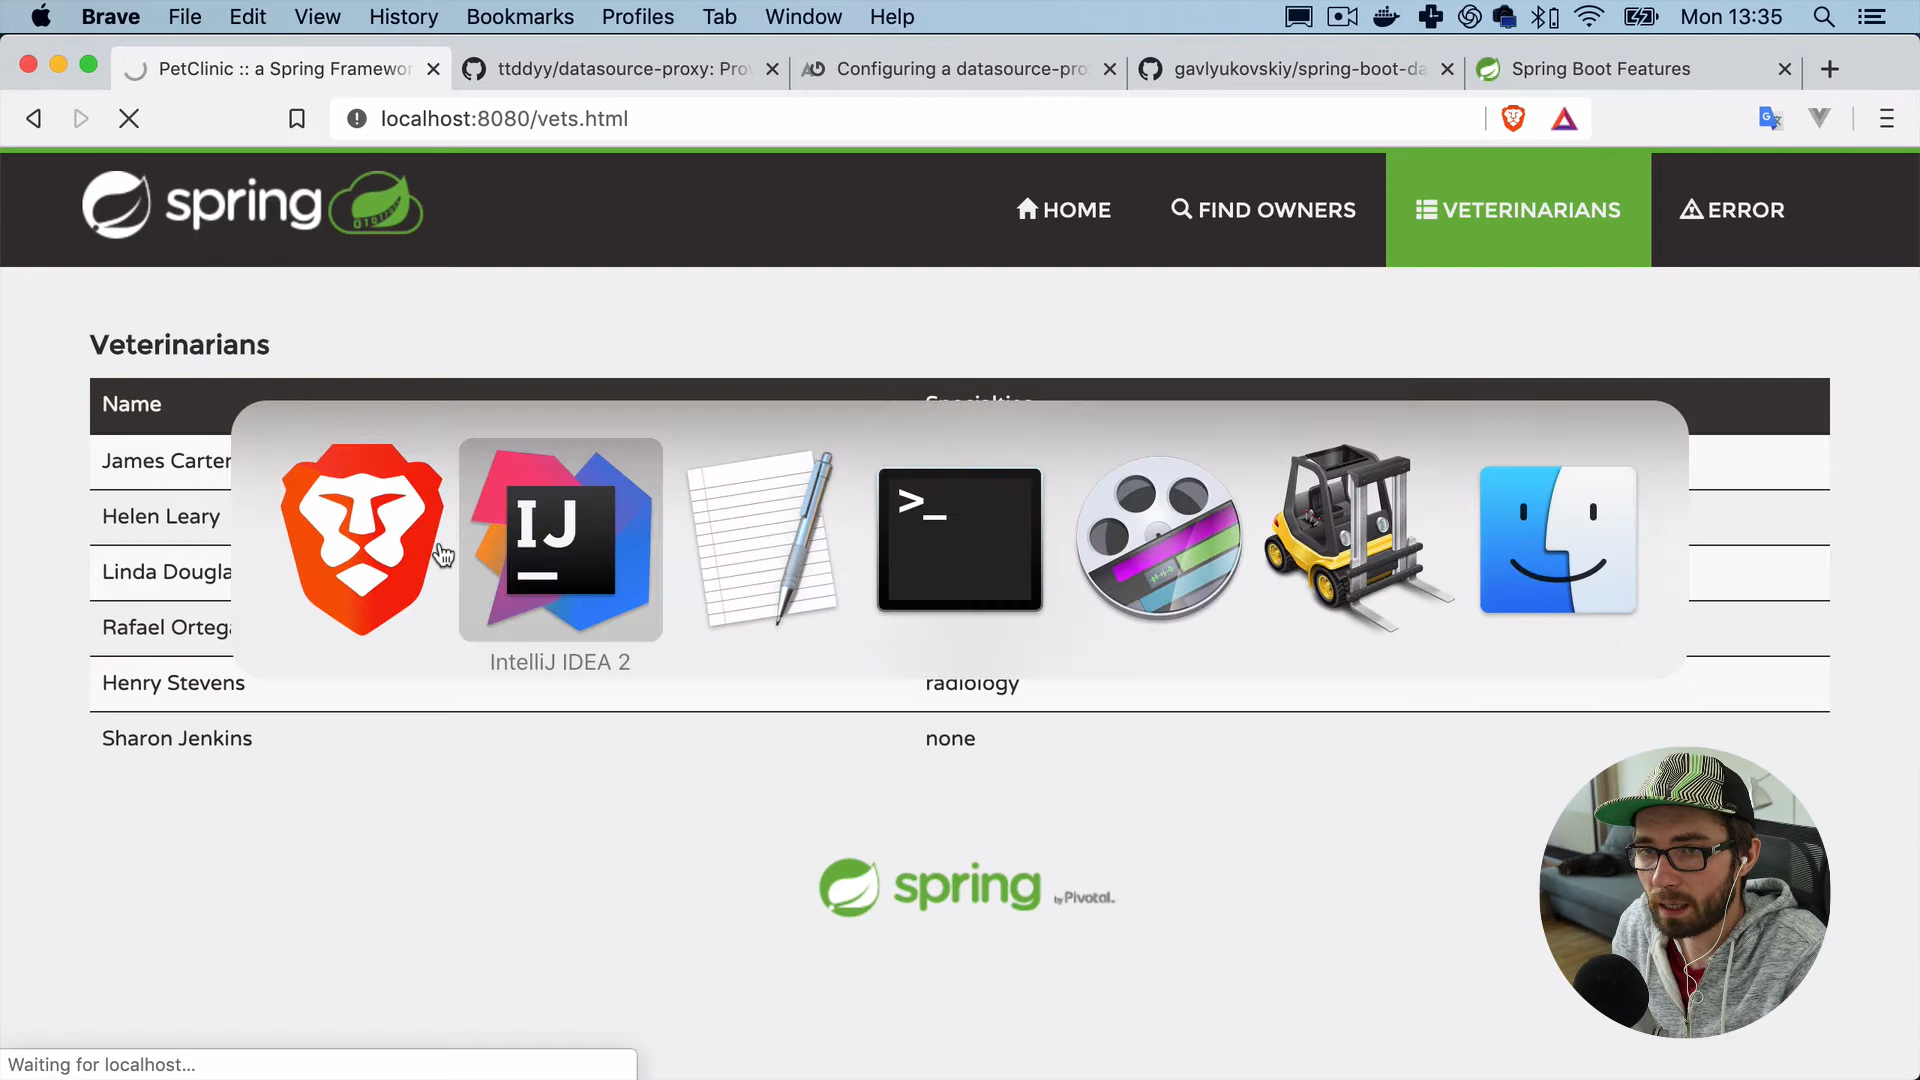 Brave File Edit View History Bookmarks Profiles Tab Window Help Mon 13:35
PetClinic :: a Spring Framewor ttddyy/datasource-proxy: Pro Configuring a datasource-pro gavlyukovskiy/spring-boot-da Spring Boot Features
localhost:8080/vets.html
spring HOME FIND OWNERS VETERINARIANS ERROR
Veterinarians
Name Specialties
James Carter
Helen Leary
Linda Dougla
Rafael Ortega
IJ
>_
IntelliJ IDEA 2
Henry Stevens radiology
Sharon Jenkins none
spring by Pivotal.
Waiting for localhost...